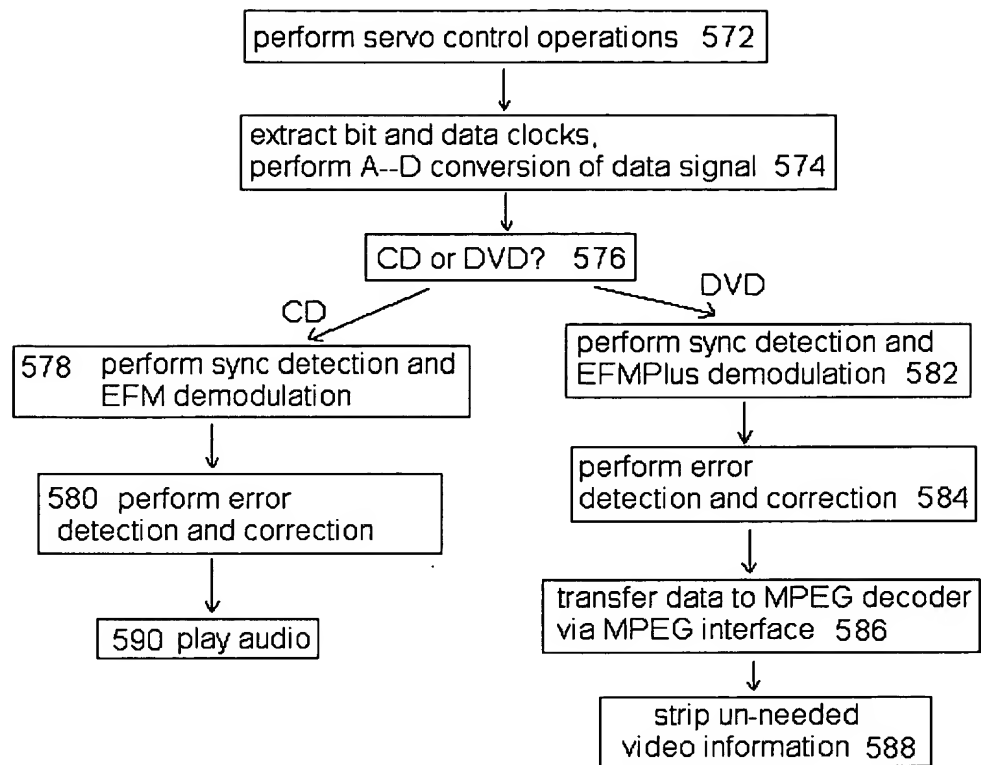 perform servo control operations 572
extract bit and data clocks,
perform A--D conversion of data signal 574
CD or DVD? 576
CD
DVD
578 perform sync detection and
EFM demodulation
580 perform error
detection and correction
590 play audio
perform sync detection and
EFMPlus demodulation 582
perform error
detection and correction 584
transfer data to MPEG decoder
via MPEG interface 586
strip un-needed
video information 588